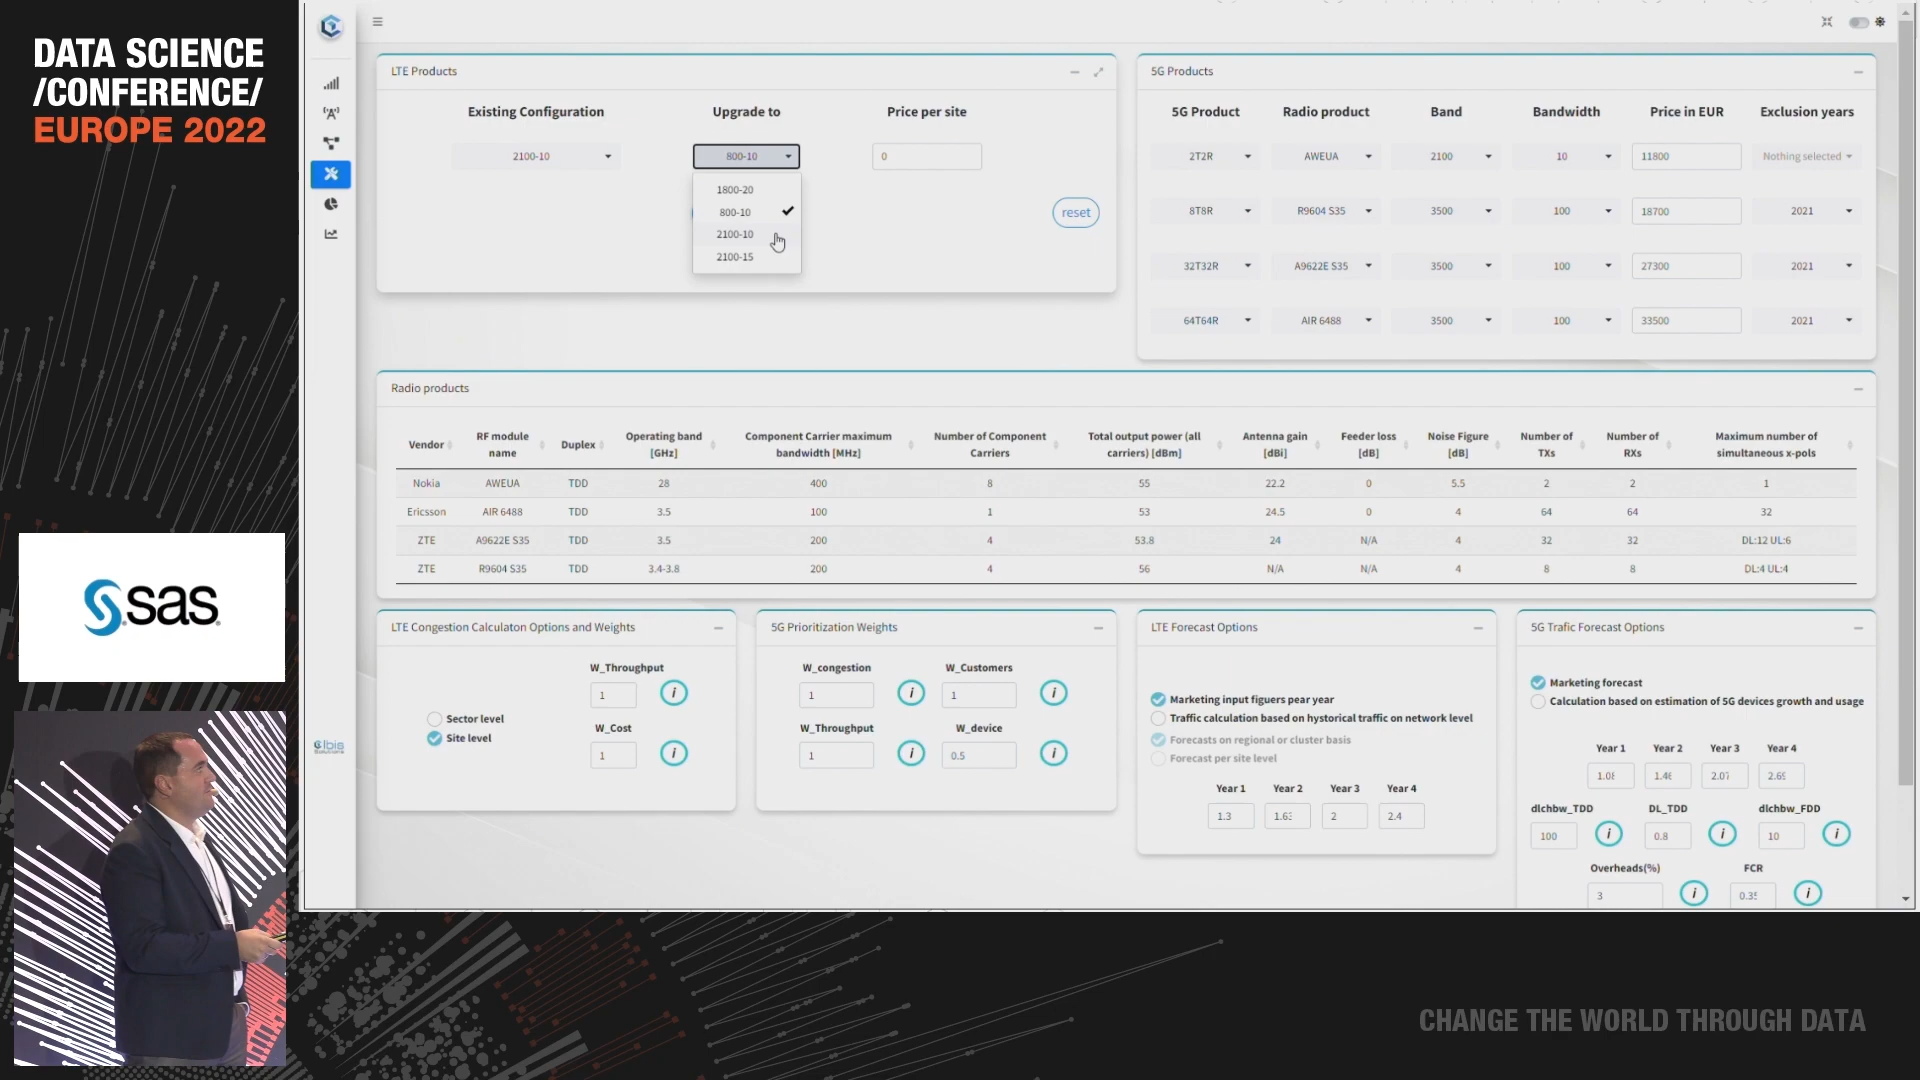 DATA SCIENCE
/CONFERENCE/
EUROPE 2022
sas
LTE Products
Existing Configuration Upgrade to Price per site
2100-10 800-10 0
1800-20
800-10
2100-10
2100-15
reset
5G Products
5G Product Radio product Band Bandwidth Price in EUR Exclusion years
2T2R AWEUA 2100 10 11800 Nothing selected
8T8R R9604 S35 3500 100 18700 2021
32T32R A9622E S35 3500 100 27300 2021
64T64R AIR 6488 3500 100 33500 2021
Radio products
Vendor RF module name Duplex Operating band [GHz] Component Carrier maximum bandwidth [MHz] Number of Component Carriers Total output power (all carriers) [dBm] Antenna gain [dBi] Feeder loss [dB] Noise Figure [dB] Number of TXs Number of RXs Maximum number of simultaneous x-pols
Nokia AWEUA TDD 28 400 8 55 22.2 0 5.5 2 2 1
Ericsson AIR 6488 TDD 3.5 100 1 53 24.5 0 4 64 64 32
ZTE A9622E S35 TDD 3.5 200 4 53.8 24 N/A 4 32 32 DL:12 UL:6
ZTE R9604 S35 TDD 3.4-3.8 200 4 56 N/A N/A 4 8 8 DL:4 UL:4
LTE Congestion Calculaton Options and Weights
Sector level
Site level
W_Throughput
1
W_Cost
1
5G Prioritization Weights
W_congestion W_Customers
1 1
W_Throughput W_device
1 0.5
LTE Forecast Options
Marketing input figuers pear year
Traffic calculation based on hystorical traffic on network level
Forecasts on regional or cluster basis
Forecast per site level
Year 1 Year 2 Year 3 Year 4
1.3 1.63 2 2.4
5G Trafic Forecast Options
Marketing forecast
Calculation based on estimation of 5G devices growth and usage
Year 1 Year 2 Year 3 Year 4
2.07 2.69
dlchbw_TDD DL_TDD dlchbw_FDD
100 0.8 10
Overheads(%) FCR
3 0.35
CHANGE THE WORLD THROUGH DATA